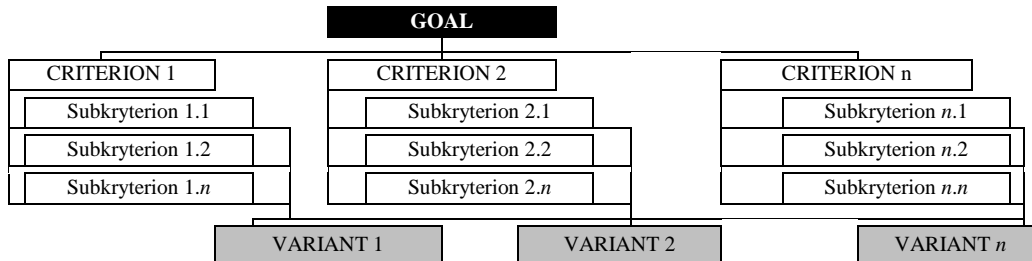 GOAL
CRITERION 1 CRITERION 2 CRITERION n
Subkryterion 1.1 Subkryterion 2.1 Subkryterion n.1
Subkryterion 1.2 Subkryterion 2.2 Subkryterion n.2
Subkryterion 1.n Subkryterion 2.n Subkryterion n.n
VARIANT 1 VARIANT 2 VARIANT n